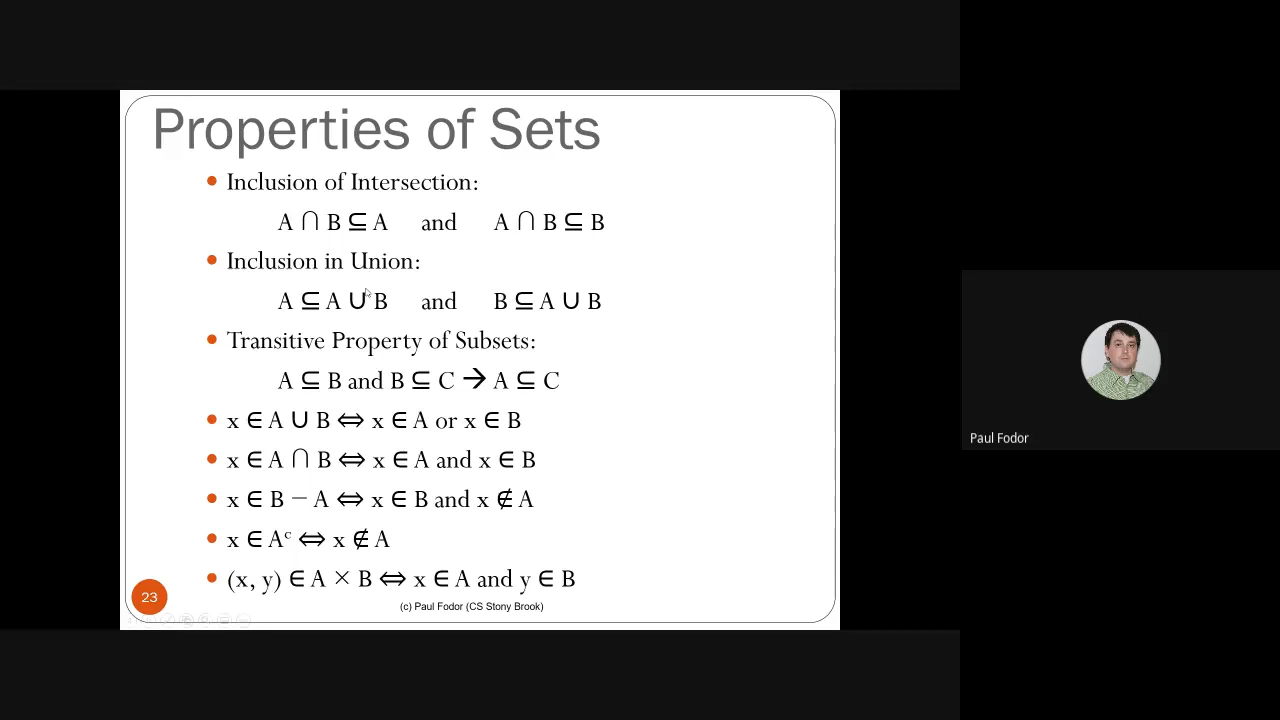 Properties of Sets
• Inclusion of Intersection:
A ∩ B ⊆ A and A ∩ B ⊆ B
• Inclusion in Union:
A ⊆ A ∪ B and B ⊆ A ∪ B
• Transitive Property of Subsets:
A ⊆ B and B ⊆ C → A ⊆ C
• x ∈ A ∪ B ⇔ x ∈ A or x ∈ B
• x ∈ A ∩ B ⇔ x ∈ A and x ∈ B
• x ∈ B − A ⇔ x ∈ B and x ∉ A
• x ∈ Aᶜ ⇔ x ∉ A
• (x, y) ∈ A × B ⇔ x ∈ A and y ∈ B
23
(c) Paul Fodor (CS Stony Brook)
Paul Fodor